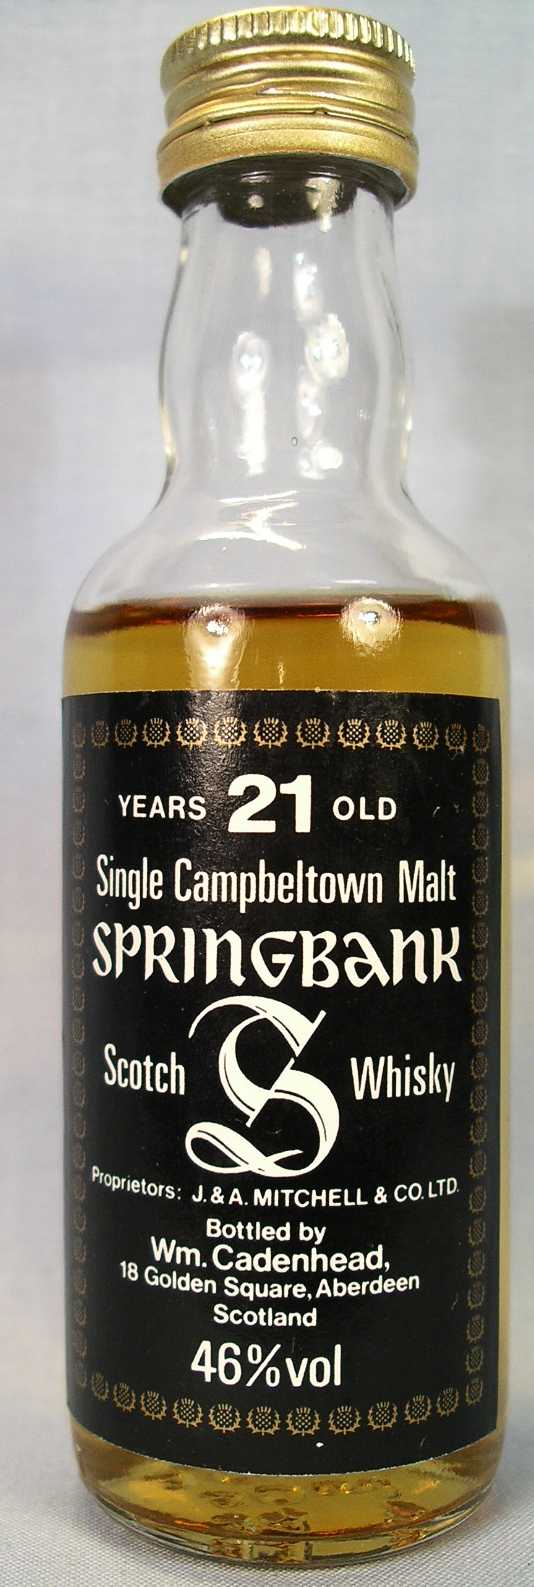 YEARS 21 OLD
Single Campbeltown Malt
SPRINGBANK
S
Scotch Whisky
Proprietors: J. & A. MITCHELL & CO. LTD.
Bottled by
Wm. Cadenhead,
18 Golden Square, Aberdeen
Scotland
46% vol